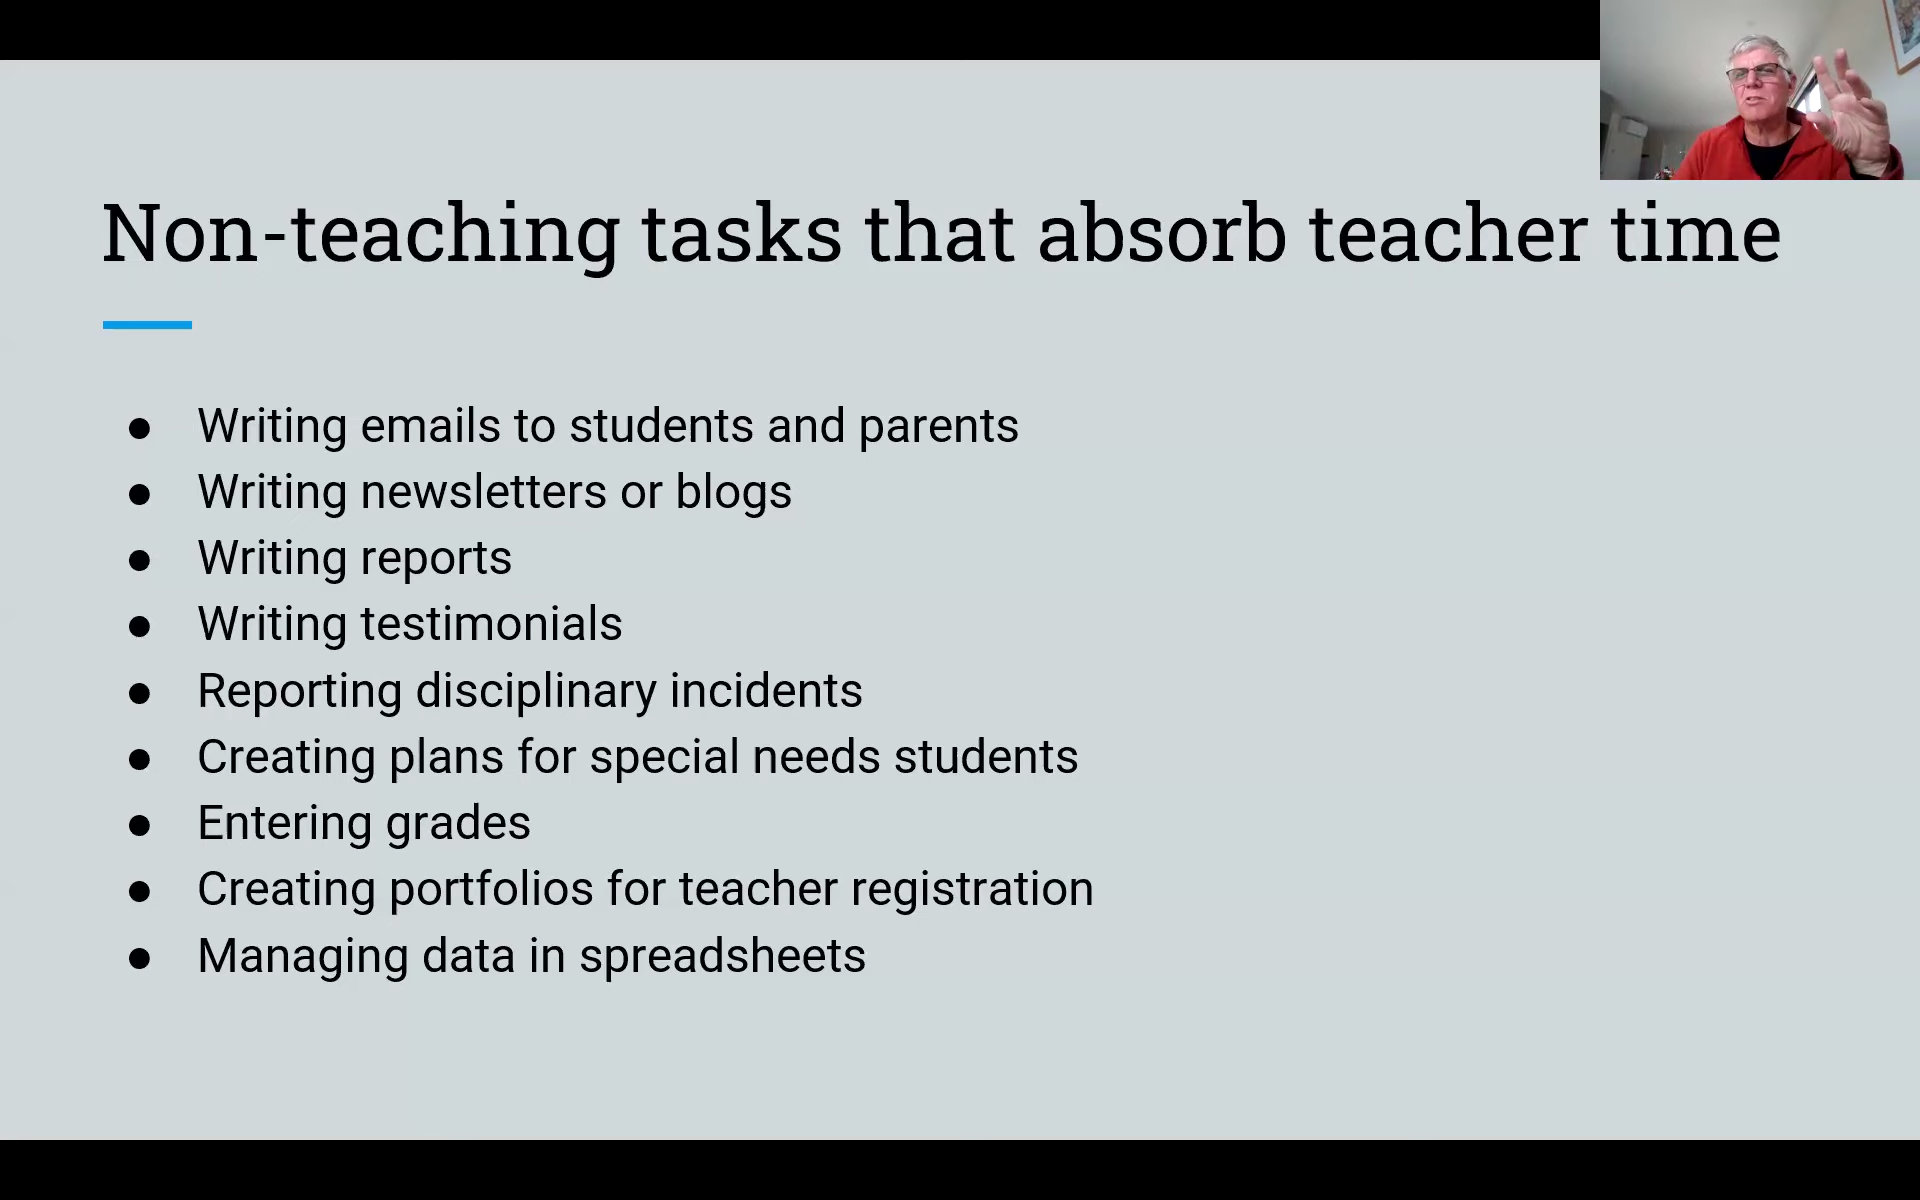 Non-teaching tasks that absorb teacher time
● Writing emails to students and parents
● Writing newsletters or blogs
● Writing reports
● Writing testimonials
● Reporting disciplinary incidents
● Creating plans for special needs students
● Entering grades
● Creating portfolios for teacher registration
● Managing data in spreadsheets